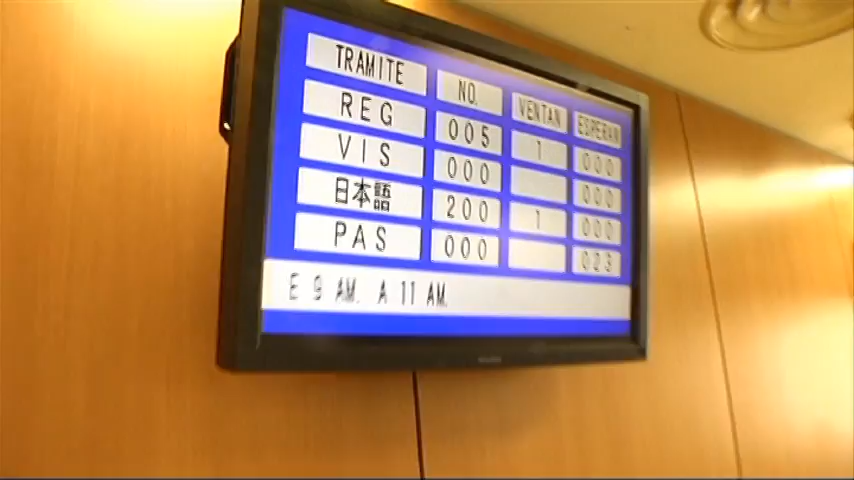 TRAMITE NO. VENTAN ESPERAN
REG 005 1 000
VIS 000 000
日本語 200 1 000
PAS 000 023
E 9 AM. A 11 AM.